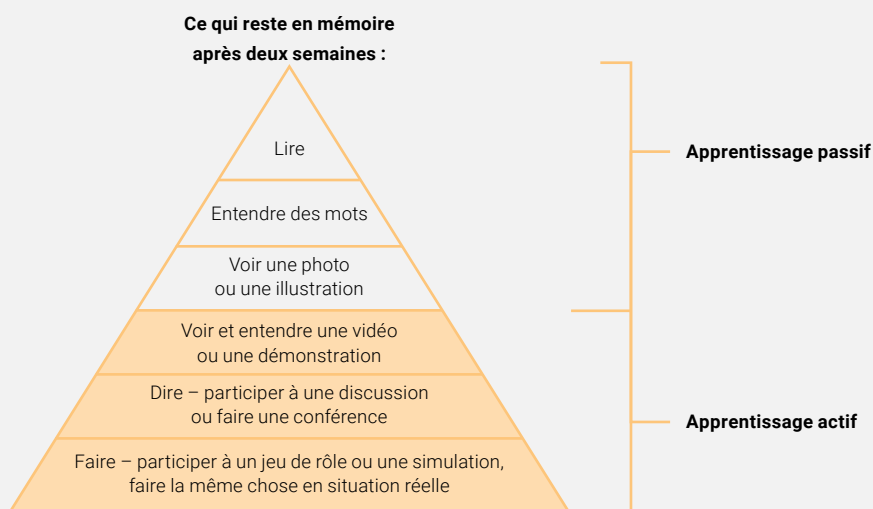 Ce qui reste en mémoire
après deux semaines :
Lire
Entendre des mots
Voir une photo
ou une illustration
Apprentissage passif
Voir et entendre une vidéo
ou une démonstration
Dire – participer à une discussion
ou faire une conférence
Faire – participer à un jeu de rôle ou une simulation,
faire la même chose en situation réelle
Apprentissage actif